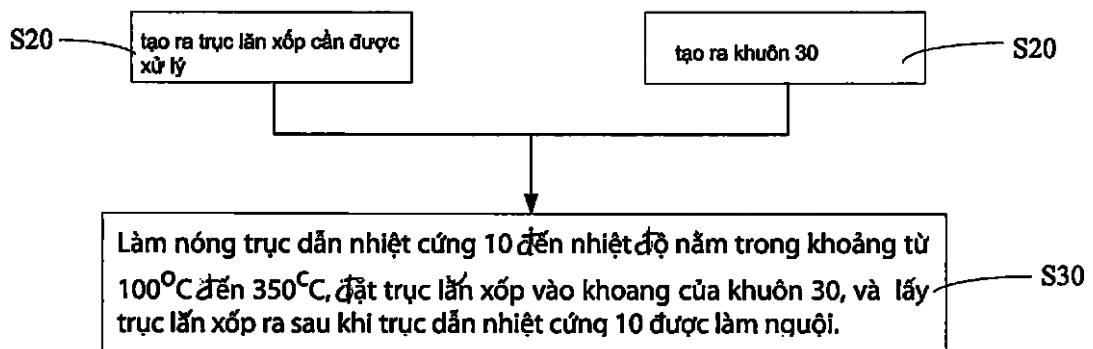 S20
tạo ra trục lăn xốp cần được
xử lý
tạo ra khuôn 30
S20
Làm nóng trục dẫn nhiệt cứng 10 đến nhiệt độ nằm trong khoảng từ
100°C đến 350°C, đặt trục lăn xốp vào khoang của khuôn 30, và lấy
trục lăn xốp ra sau khi trục dẫn nhiệt cứng 10 được làm nguội.
S30